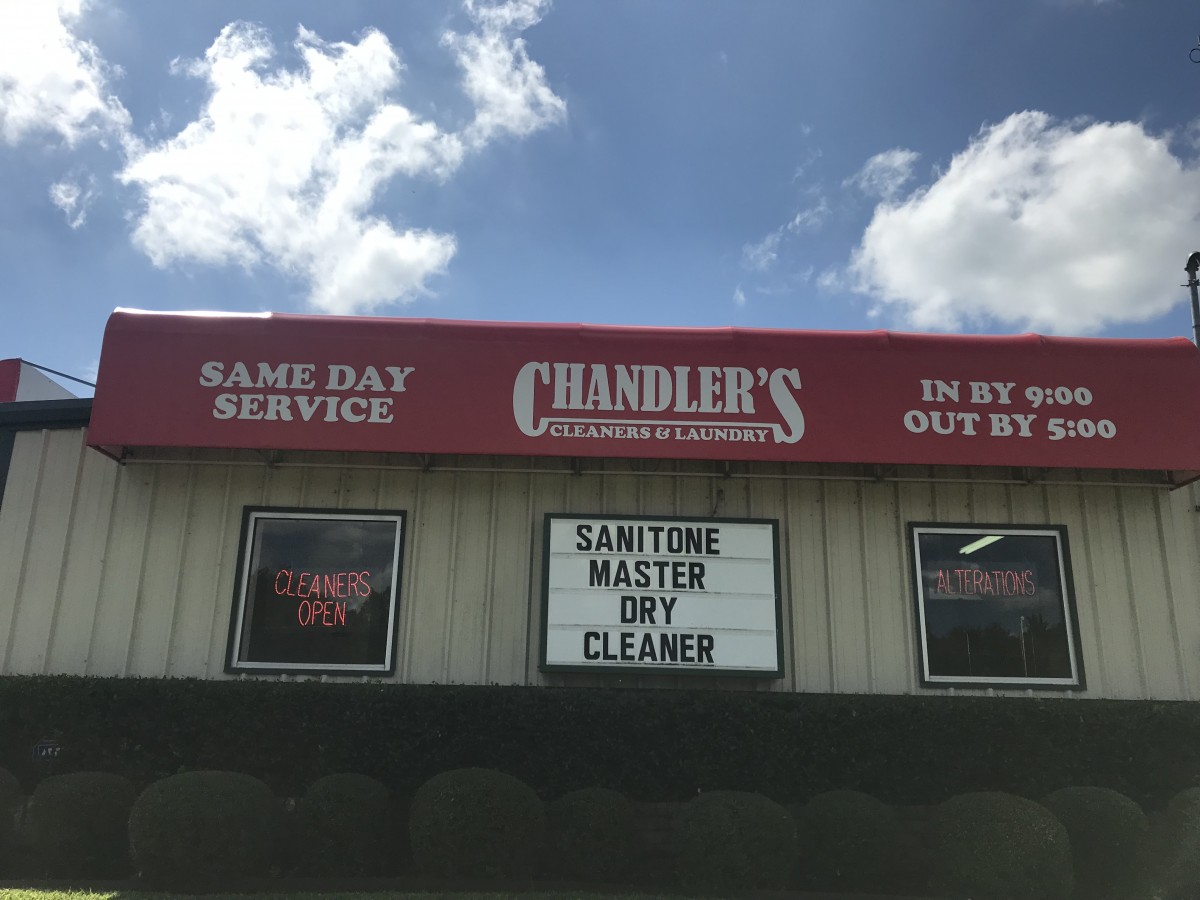 SAME DAY
SERVICE
CHANDLER'S
CLEANERS & LAUNDRY
IN BY 9:00
OUT BY 5:00
CLEANERS
OPEN
SANITONE
MASTER
DRY
CLEANER
ALTERATIONS